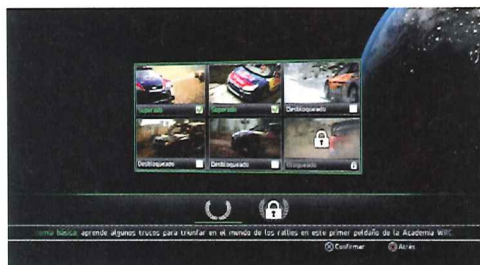 Superado Superado Desbloqueado
Desbloqueado Desbloqueado Bloqueado
básica, aprende algunos trucos para triunfar en el mundo de los rallies en este primer peldaño de la Academia WRC.
Confirmar Atrás